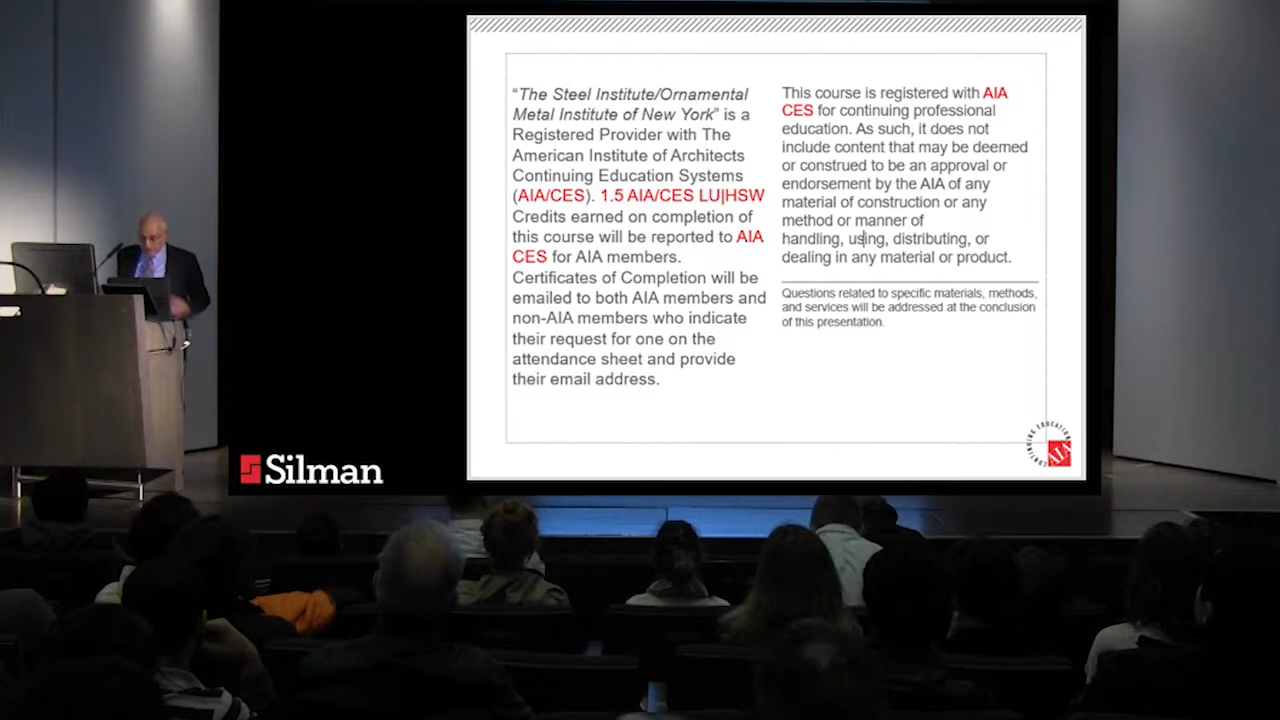 “The Steel Institute/Ornamental
Metal Institute of New York” is a
Registered Provider with The
American Institute of Architects
Continuing Education Systems
(AIA/CES). 1.5 AIA/CES LU|HSW
Credits earned on completion of
this course will be reported to AIA
CES for AIA members.
Certificates of Completion will be
emailed to both AIA members and
non-AIA members who indicate
their request for one on the
attendance sheet and provide
their email address.
This course is registered with AIA
CES for continuing professional
education. As such, it does not
include content that may be deemed
or construed to be an approval or
endorsement by the AIA of any
material of construction or any
method or manner of
handling, using, distributing, or
dealing in any material or product.
Questions related to specific materials, methods,
and services will be addressed at the conclusion
of this presentation.
CONTINUING EDUCATION
AIA
Silman